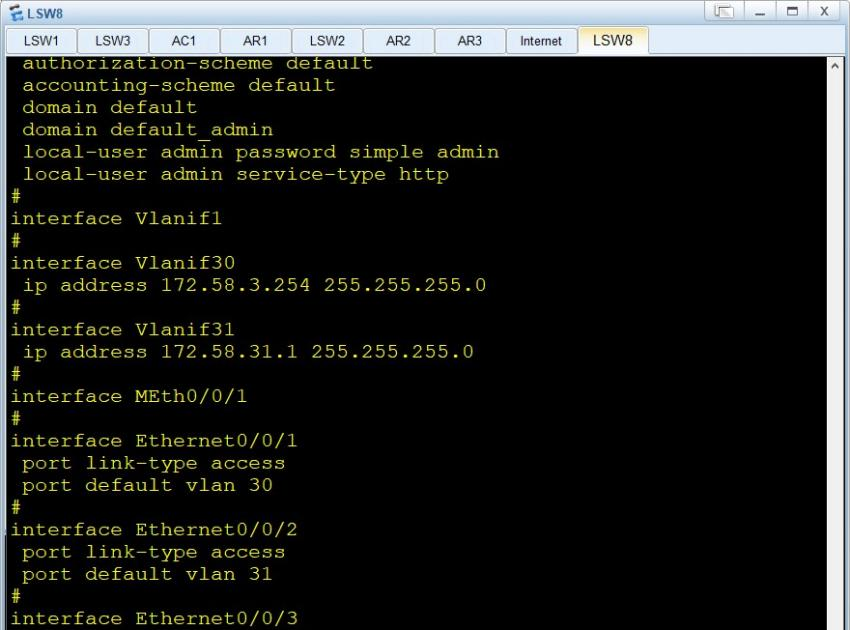 LSW8
X
LSW1 LSW3 AC1 AR1 LSW2 AR2 AR3 Internet LSW8
authorization-scheme default
accounting-scheme default
domain default
domain default_admin
local-user admin password simple admin
local-user admin service-type http
#
interface Vlanif1
#
interface Vlanif30
ip address 172.58.3.254 255.255.255.0
#
interface Vlanif31
ip address 172.58.31.1 255.255.255.0
#
interface MEth0/0/1
#
interface Ethernet0/0/1
port link-type access
port default vlan 30
#
interface Ethernet0/0/2
port link-type access
port default vlan 31
#
interface Ethernet0/0/3